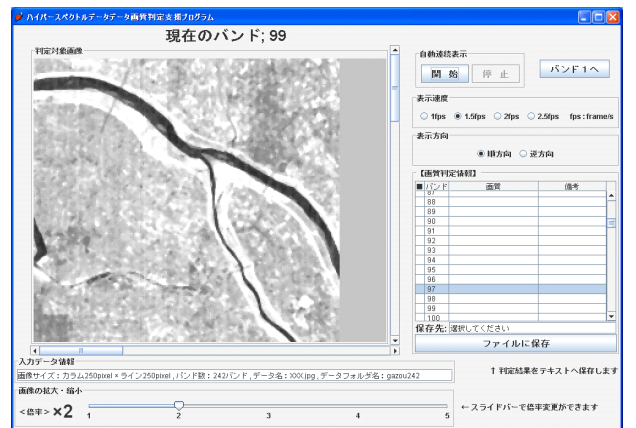 ハイパースペクトルデータデータ画質判定支援プログラム
現在のバンド; 99
判定対象画像
自動連続表示
開 始
停 止
バンド１へ
表示速度
1fps 1.5fps 2fps 2.5fps fps : frame/s
表示方向
順方向 逆方向
【画質判定情報】
■ バンド 画質 備考
87
88
89
90
91
92
93
94
95
96
97
98
99
100
保存先: 選択してください
ファイルに保存
↑ 判定結果をテキストへ保存します
入力データ情報
画像サイズ : カラム250pixel × ライン250pixel , バンド数 : 242バンド , データ名 : XXX.jpg , データフォルダ名 : gazou242
画像の拡大・縮小
＜倍率＞ ×2
1 2 3 4 5
←スライドバーで倍率変更ができます